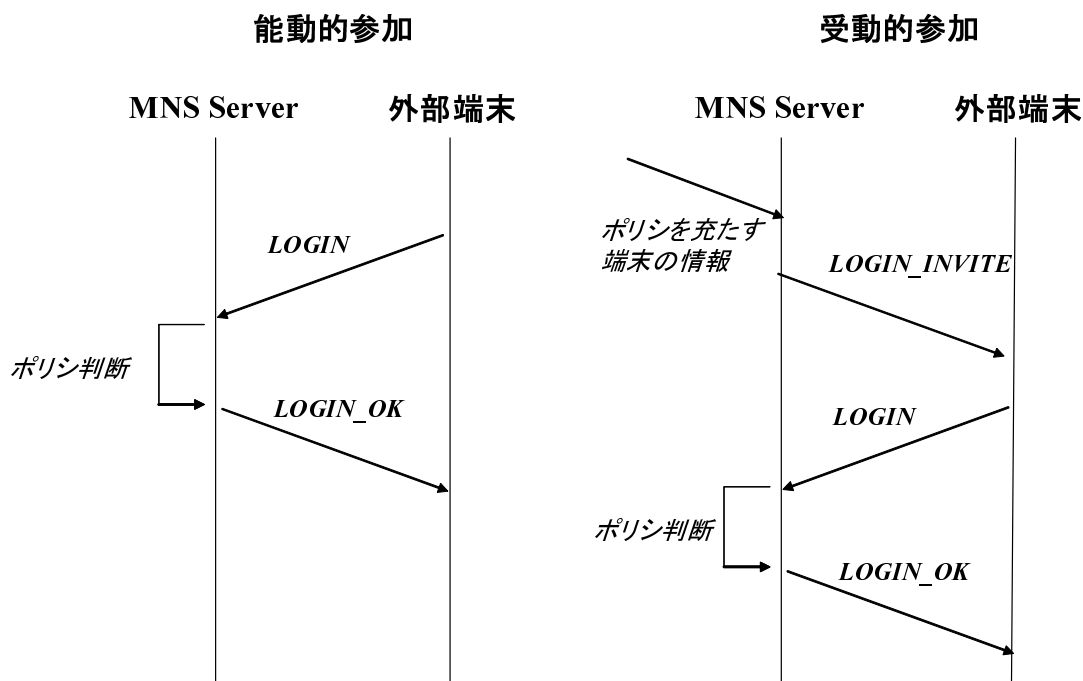 能動的参加
MNS Server
外部端末
LOGIN
ポリシ判断
LOGIN_OK
受動的参加
MNS Server
外部端末
ポリシを充たす
端末の情報
LOGIN_INVITE
LOGIN
ポリシ判断
LOGIN_OK